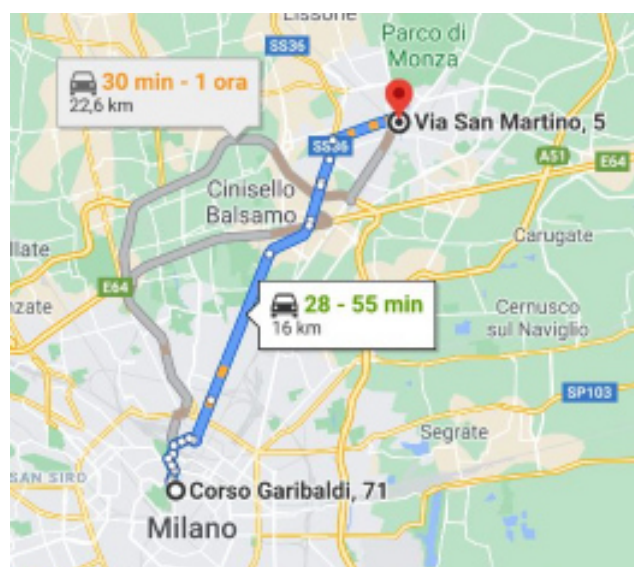 Lissone
SS36
Parco di
Monza
30 min - 1 ora
22,6 km
Via San Martino, 5
SS36
A51
E64
Cinisello
Balsamo
Carugate
E64
28 - 55 min
16 km
Cernusco
sul Naviglio
SP103
Segrate
SAN SIRO
Corso Garibaldi, 71
Milano